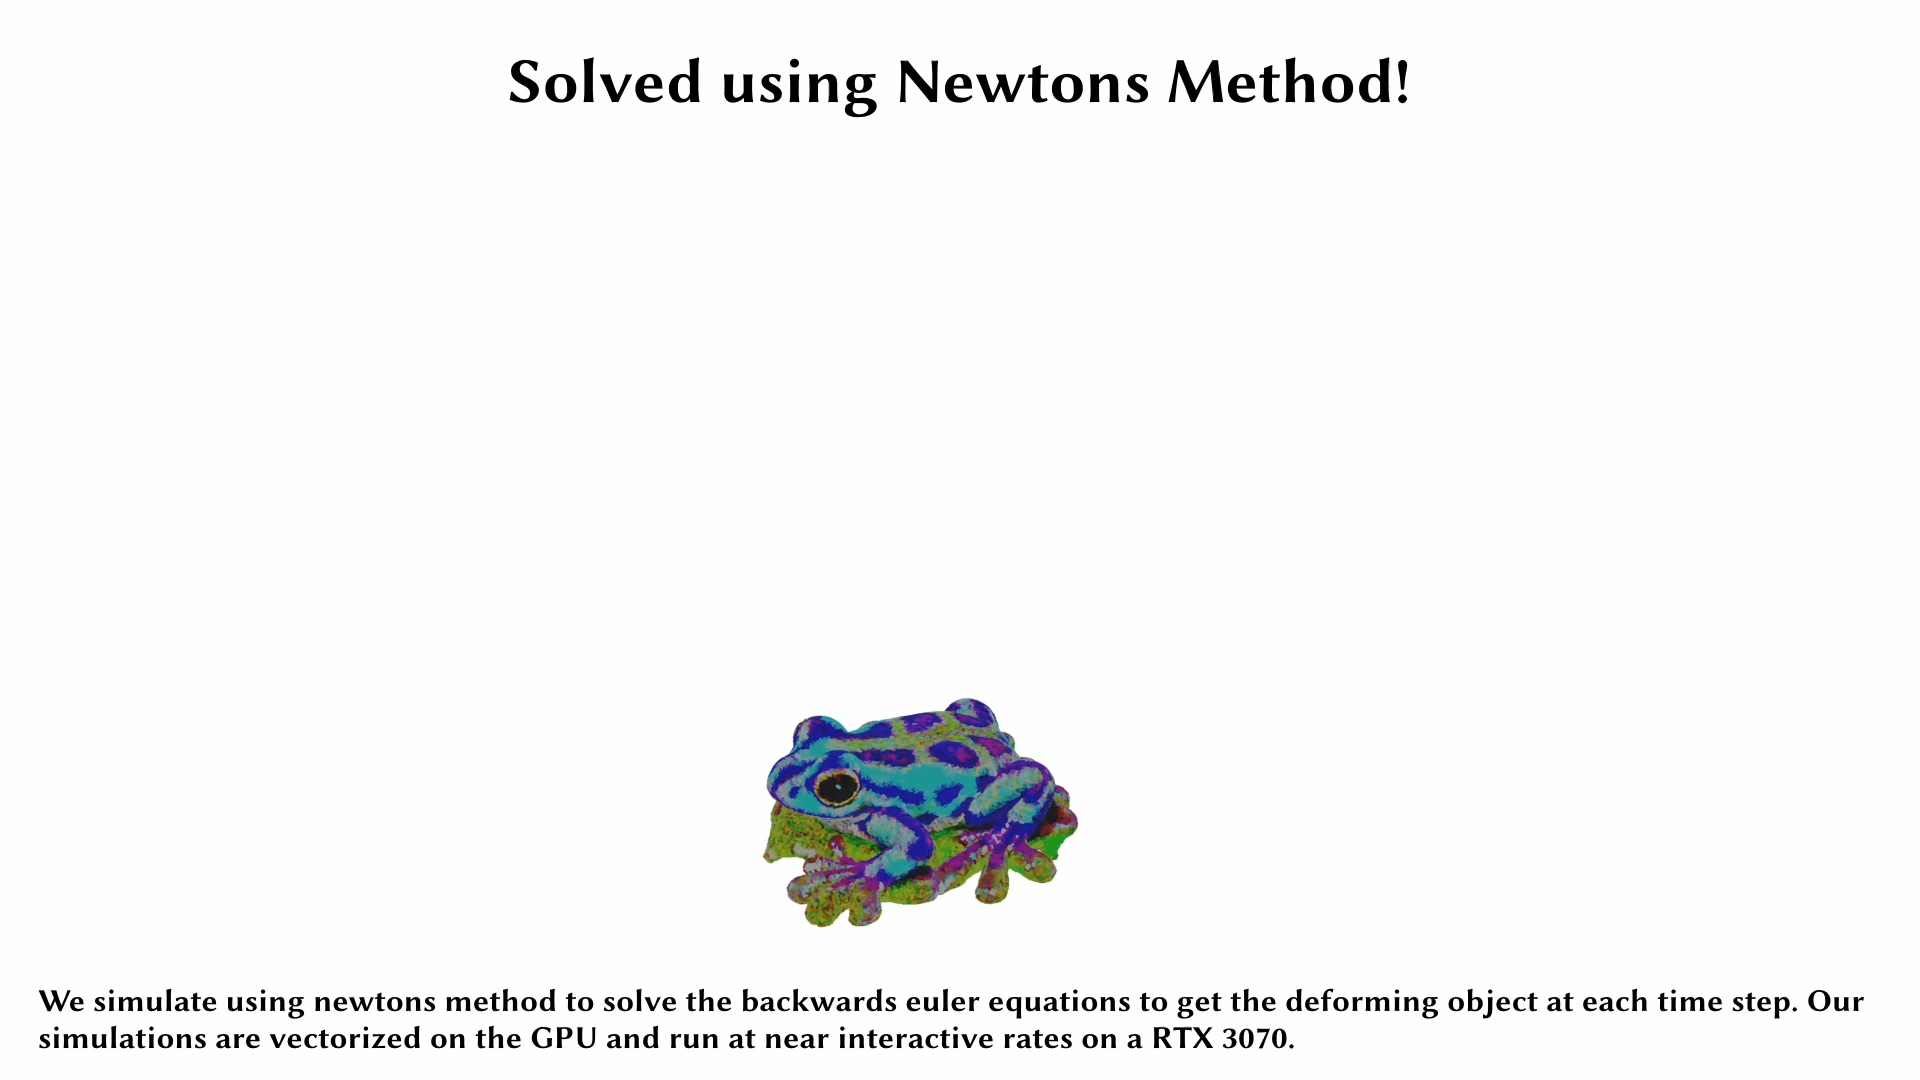 Solved using Newtons Method!
We simulate using newtons method to solve the backwards euler equations to get the deforming object at each time step. Our
simulations are vectorized on the GPU and run at near interactive rates on a RTX 3070.